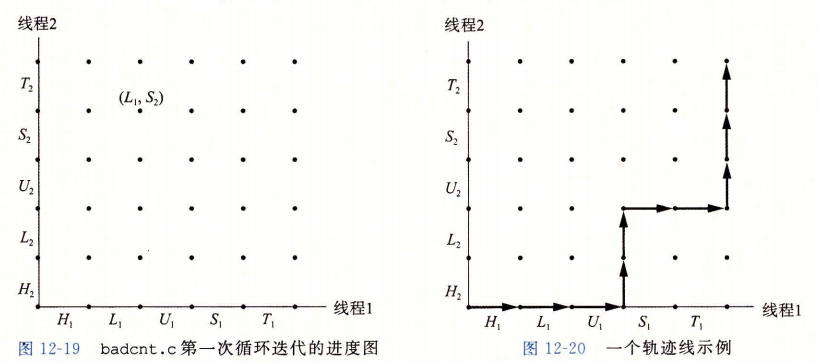 线程2
T₂
(L₁, S₂)
S₂
U₂
L₂
H₂
H₁ L₁ U₁ S₁ T₁
线程1
图 12-19 badcnt.c第一次循环迭代的进度图
线程2
T₂
S₂
U₂
L₂
H₂
H₁ L₁ U₁ S₁ T₁
线程1
图 12-20 一个轨迹线示例